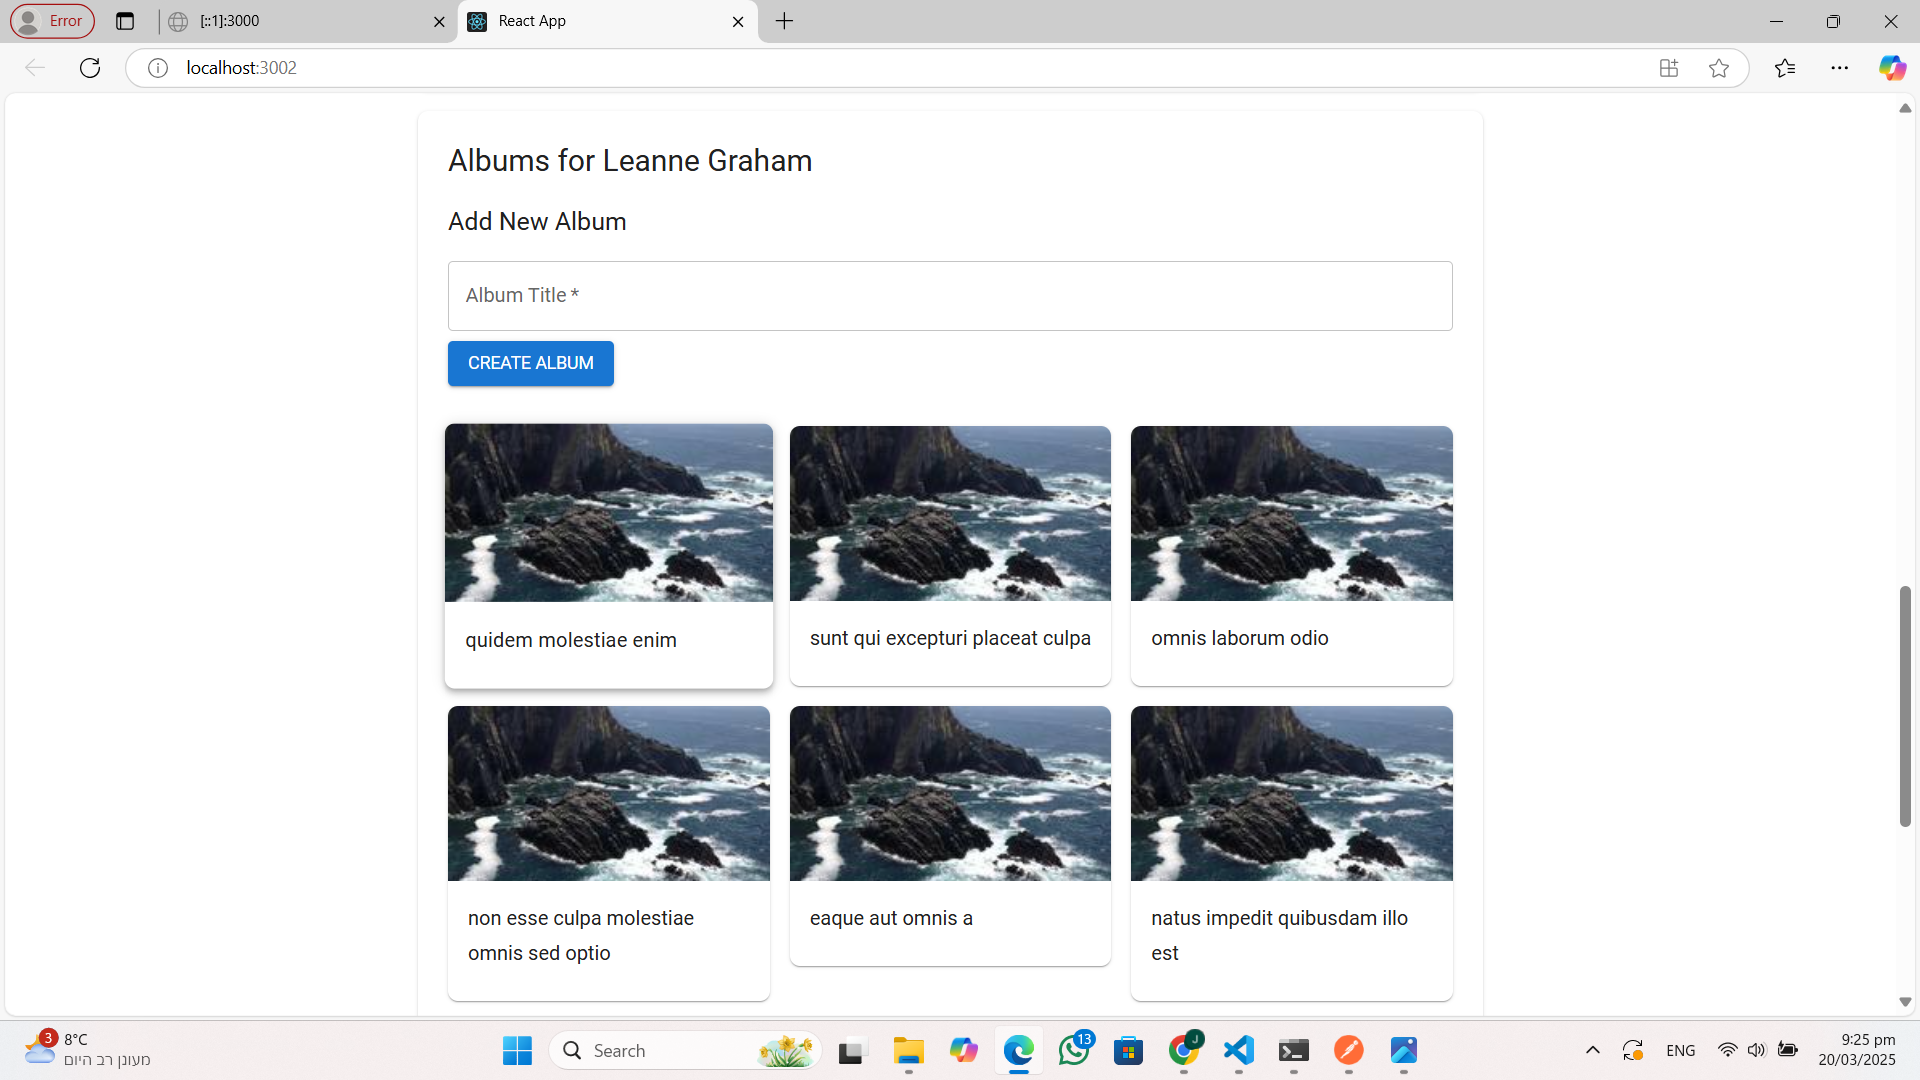 Error
[::1]:3000
React App
localhost:3002
Albums for Leanne Graham
Add New Album
Album Title *
CREATE ALBUM
quidem molestiae enim
sunt qui excepturi placeat culpa
omnis laborum odio
non esse culpa molestiae
omnis sed optio
eaque aut omnis a
natus impedit quibusdam illo
est
3
8°C
מעונן רב היום
Search
13
J
ENG
9:25 pm
20/03/2025